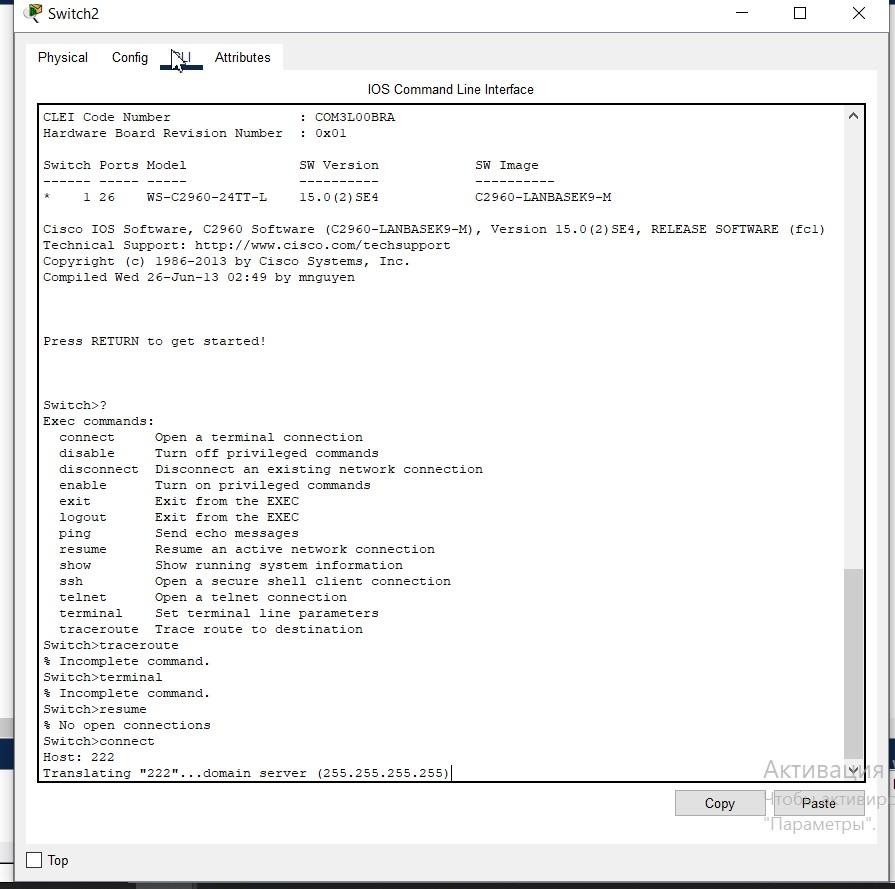 Switch2
Physical Config CLI Attributes
IOS Command Line Interface
CLEI Code Number : COM3L00BRA
Hardware Board Revision Number : 0x01
Switch Ports Model SW Version SW Image
------ ----- ----- ---------- ----------
* 1 26 WS-C2960-24TT-L 15.0(2)SE4 C2960-LANBASEK9-M
Cisco IOS Software, C2960 Software (C2960-LANBASEK9-M), Version 15.0(2)SE4, RELEASE SOFTWARE (fc1)
Technical Support: http://www.cisco.com/techsupport
Copyright (c) 1986-2013 by Cisco Systems, Inc.
Compiled Wed 26-Jun-13 02:49 by mnguyen
Press RETURN to get started!
Switch>?
Exec commands:
connect Open a terminal connection
disable Turn off privileged commands
disconnect Disconnect an existing network connection
enable Turn on privileged commands
exit Exit from the EXEC
logout Exit from the EXEC
ping Send echo messages
resume Resume an active network connection
show Show running system information
ssh Open a secure shell client connection
telnet Open a telnet connection
terminal Set terminal line parameters
traceroute Trace route to destination
Switch>traceroute
% Incomplete command.
Switch>terminal
% Incomplete command.
Switch>resume
% No open connections
Switch>connect
Host: 222
Translating "222"...domain server (255.255.255.255)
Активация
Copy Paste
"Параметры".
Top